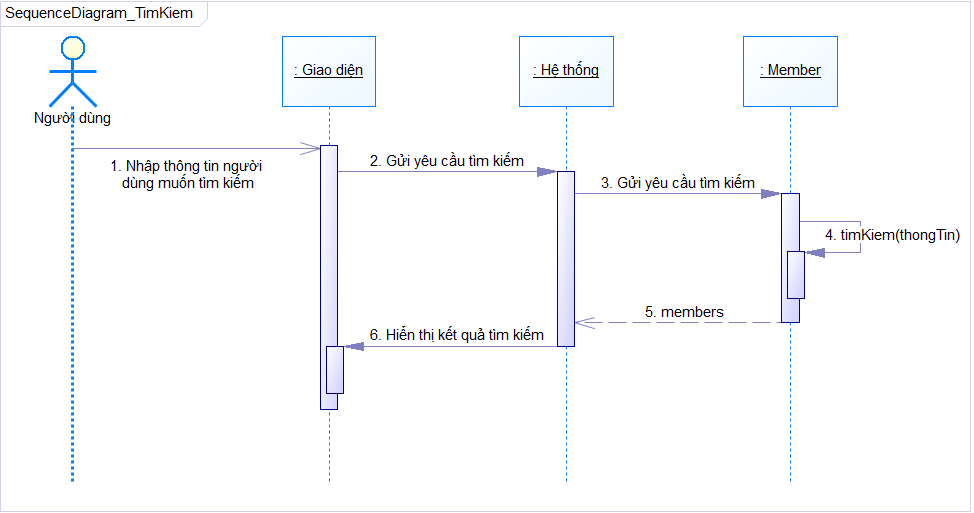 SequenceDiagram_TimKiem
: Giao diện
: Hệ thống
: Member
Người dùng
1. Nhập thông tin người
dùng muốn tìm kiếm
2. Gửi yêu cầu tìm kiếm
3. Gửi yêu cầu tìm kiếm
4. timKiem(thongTin)
5. members
6. Hiển thị kết quả tìm kiếm